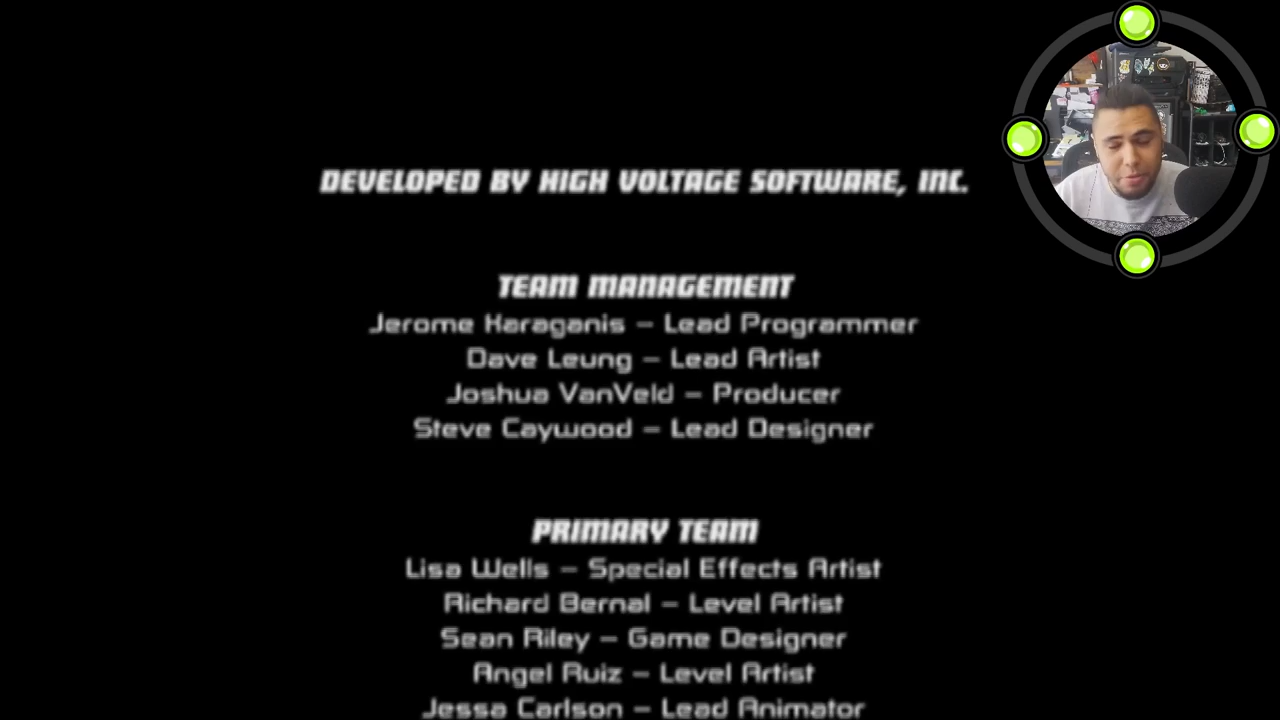 DEVELOPED BY HIGH VOLTAGE SOFTWARE, INC.
TEAM MANAGEMENT
Jerome Karaganis – Lead Programmer
Dave Leung – Lead Artist
Joshua VanVeld – Producer
Steve Caywood – Lead Designer
PRIMARY TEAM
Lisa Wells – Special Effects Artist
Richard Bernal – Level Artist
Sean Riley – Game Designer
Angel Ruiz – Level Artist
Jessa Carlson – Lead Animator